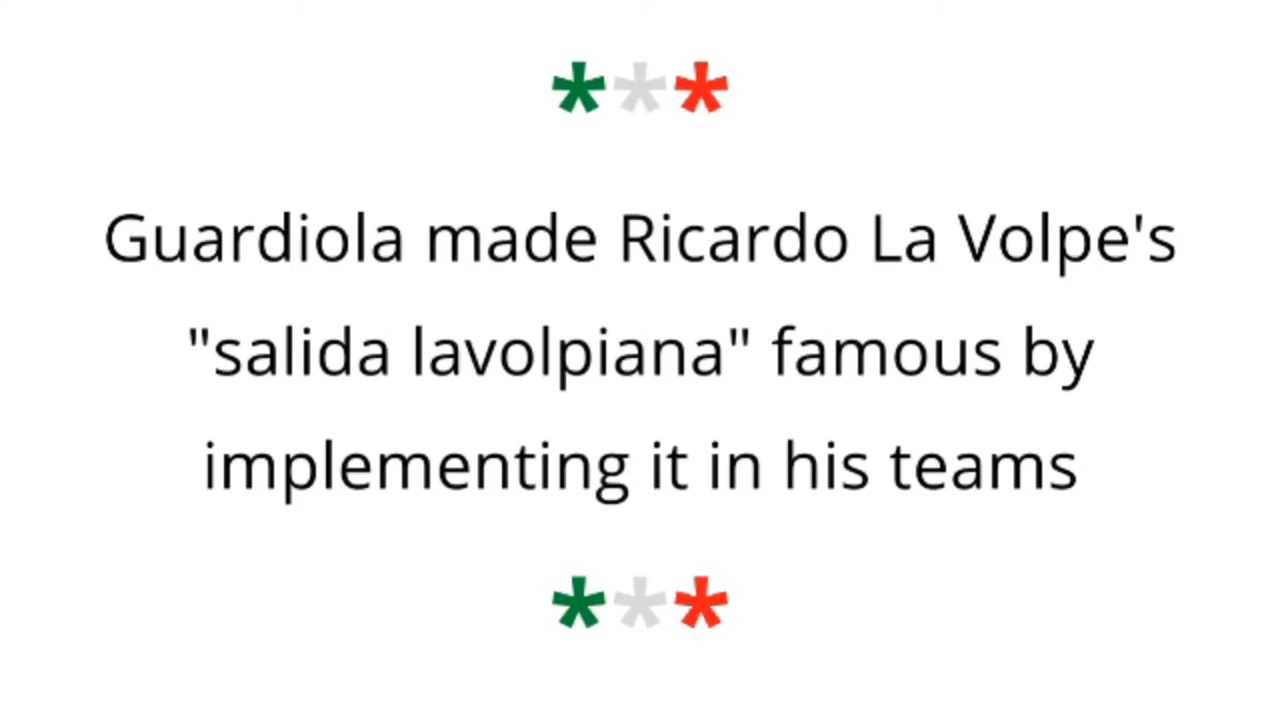 ***
Guardiola made Ricardo La Volpe's
"salida lavolpiana" famous by
implementing it in his teams
***